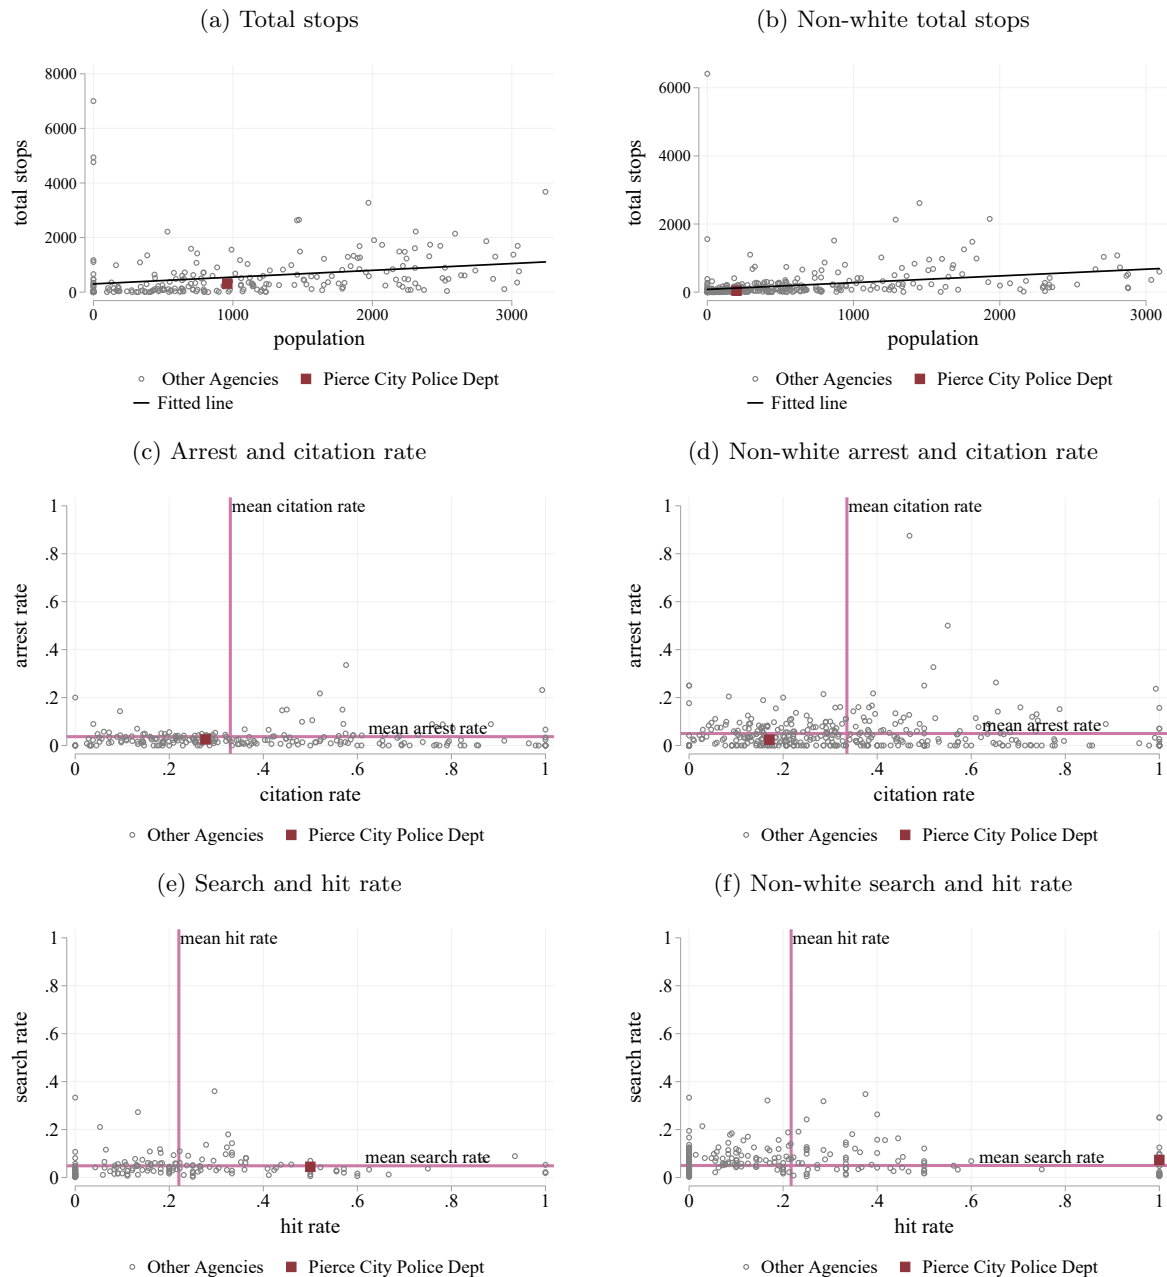 (a) Total stops
(b) Non-white total stops
8000
6000
4000
2000
0
total stops
0 1000 2000 3000
population
Other Agencies Pierce City Police Dept
Fitted line
6000
4000
2000
0
total stops
0 1000 2000 3000
population
Other Agencies Pierce City Police Dept
Fitted line
(c) Arrest and citation rate
(d) Non-white arrest and citation rate
1
.8
.6
.4
.2
0
arrest rate
mean citation rate
mean arrest rate
0 .2 .4 .6 .8 1
citation rate
Other Agencies Pierce City Police Dept
1
.8
.6
.4
.2
0
arrest rate
mean citation rate
mean arrest rate
0 .2 .4 .6 .8 1
citation rate
Other Agencies Pierce City Police Dept
(e) Search and hit rate
(f) Non-white search and hit rate
1
.8
.6
.4
.2
0
search rate
mean hit rate
mean search rate
0 .2 .4 .6 .8 1
hit rate
Other Agencies Pierce City Police Dept
1
.8
.6
.4
.2
0
search rate
mean hit rate
mean search rate
0 .2 .4 .6 .8 1
hit rate
Other Agencies Pierce City Police Dept